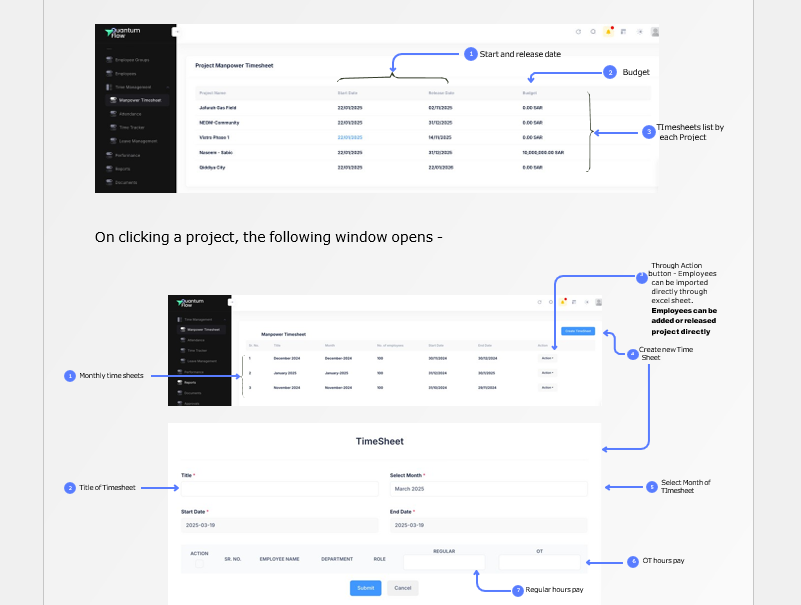 Quantum
Flow
1 Start and release date
Project Manpower Timesheet
2 Budget
Employee Groups
Employees
Time Management
Manpower Timesheet
Attendance
Time Tracker
Leave Management
Performance
Reports
Documents
Project Name Start Date Release Date Budget
Jafurah Gas Field 22/01/2025 02/11/2025 0.00 SAR
NEOM-Community 22/01/2025 31/12/2025 0.00 SAR
Vistra Phase 1 22/01/2025 14/11/2025 0.00 SAR
Naseem - Sabic 22/01/2025 31/12/2025 10,000,000.00 SAR
Qiddiya City 22/01/2025 22/01/2025 0.00 SAR
3 TImesheets list by
each Project
On clicking a project, the following window opens -
Through Action
3 button - Employees
can be imported
directly through
excel sheet.
Employees can be
added or released
project directly
Quantum
Flow
Time Management
Manpower Timesheet
Attendance
Time Tracker
Leave Management
Performance
Reports
Documents
Create TimeSheet
Manpower Timesheet
Sr. No. Title Month No. of employees Start Date End Date Action
1 December 2024 December 2024 100 30/11/2024 30/12/2024 Action
2 January 2025 January 2025 100 31/12/2024 30/1/2025 Action
3 November 2024 November 2024 100 31/10/2024 29/11/2024 Action
4 Create new Time
Sheet
1 Monthly time sheets
TimeSheet
Title * Select Month *
March 2025
2 Title of Timesheet
5 Select Month of
TImesheet
Start Date * End Date *
2025-03-19 2025-03-19
ACTION SR. NO. EMPLOYEE NAME DEPARTMENT ROLE REGULAR OT
6 OT hours pay
Submit Cancel
7 Regular hours pay